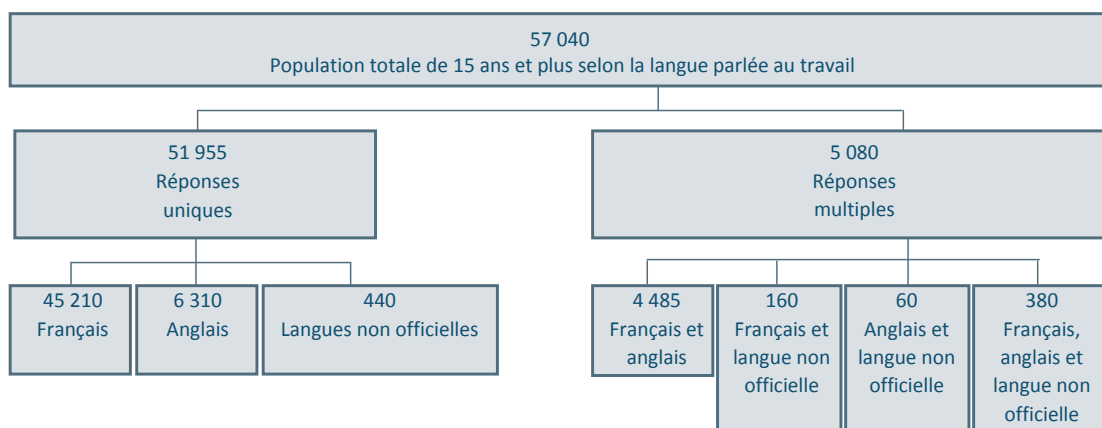 57 040
Population totale de 15 ans et plus selon la langue parlée au travail
51 955
Réponses
uniques
5 080
Réponses
multiples
45 210
Français
6 310
Anglais
440
Langues non officielles
4 485
Français et
anglais
160
Français et
langue non
officielle
60
Anglais et
langue non
officielle
380
Français,
anglais et
langue non
officielle